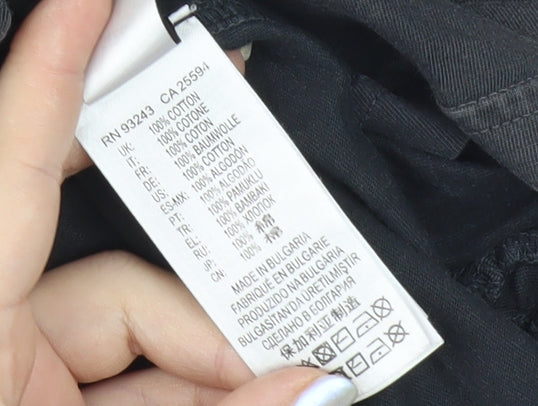 RN 93243 CA 25594
UK: 100% COTTON
IT: 100% COTONE
FR: 100% COTON
DE: 100% BAUMWOLLE
US: 100% COTTON
ES-MX: 100% ALGODÓN
PT: 100% ALGODÃO
TR: 100% PAMUKLU
EL: 100% ΒΑΜΒΑΚΙ
RU: 100% ХЛОПОК
JP: 100% 綿
CN: 100% 棉
MADE IN BULGARIA
FABRIQUÉ EN BULGARIE
PRODUZIDO NA BULGÁRIA
BULGASITANDA URETILMIŞTIR
СДЕЛАНО В БОЛГАРИИ
保加利亚制造